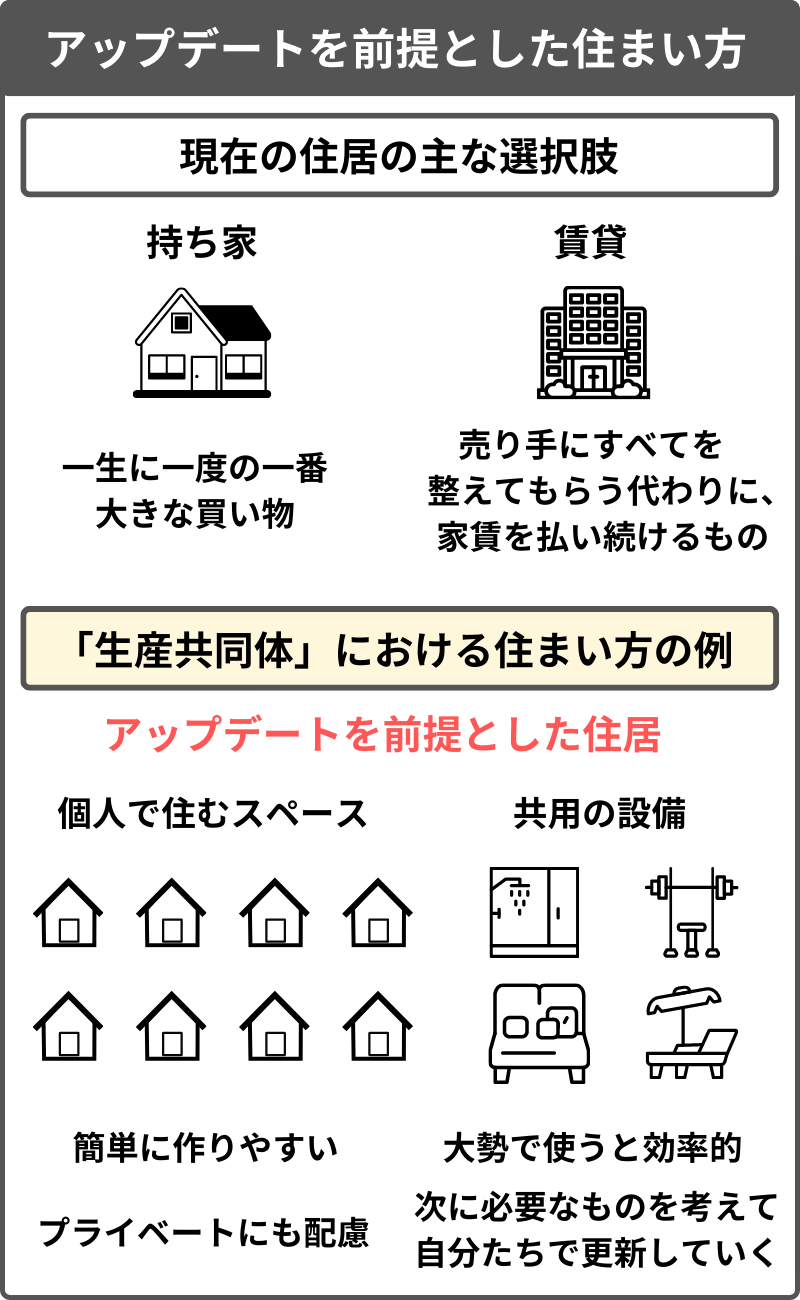 アップデートを前提とした住まい方
現在の住居の主な選択肢
持ち家
一生に一度の一番
大きな買い物
賃貸
売り手にすべてを
整えてもらう代わりに、
家賃を払い続けるもの
「生産共同体」における住まい方の例
アップデートを前提とした住居
個人で住むスペース
簡単に作りやすい
プライベートにも配慮
共用の設備
大勢で使うと効率的
次に必要なものを考えて
自分たちで更新していく